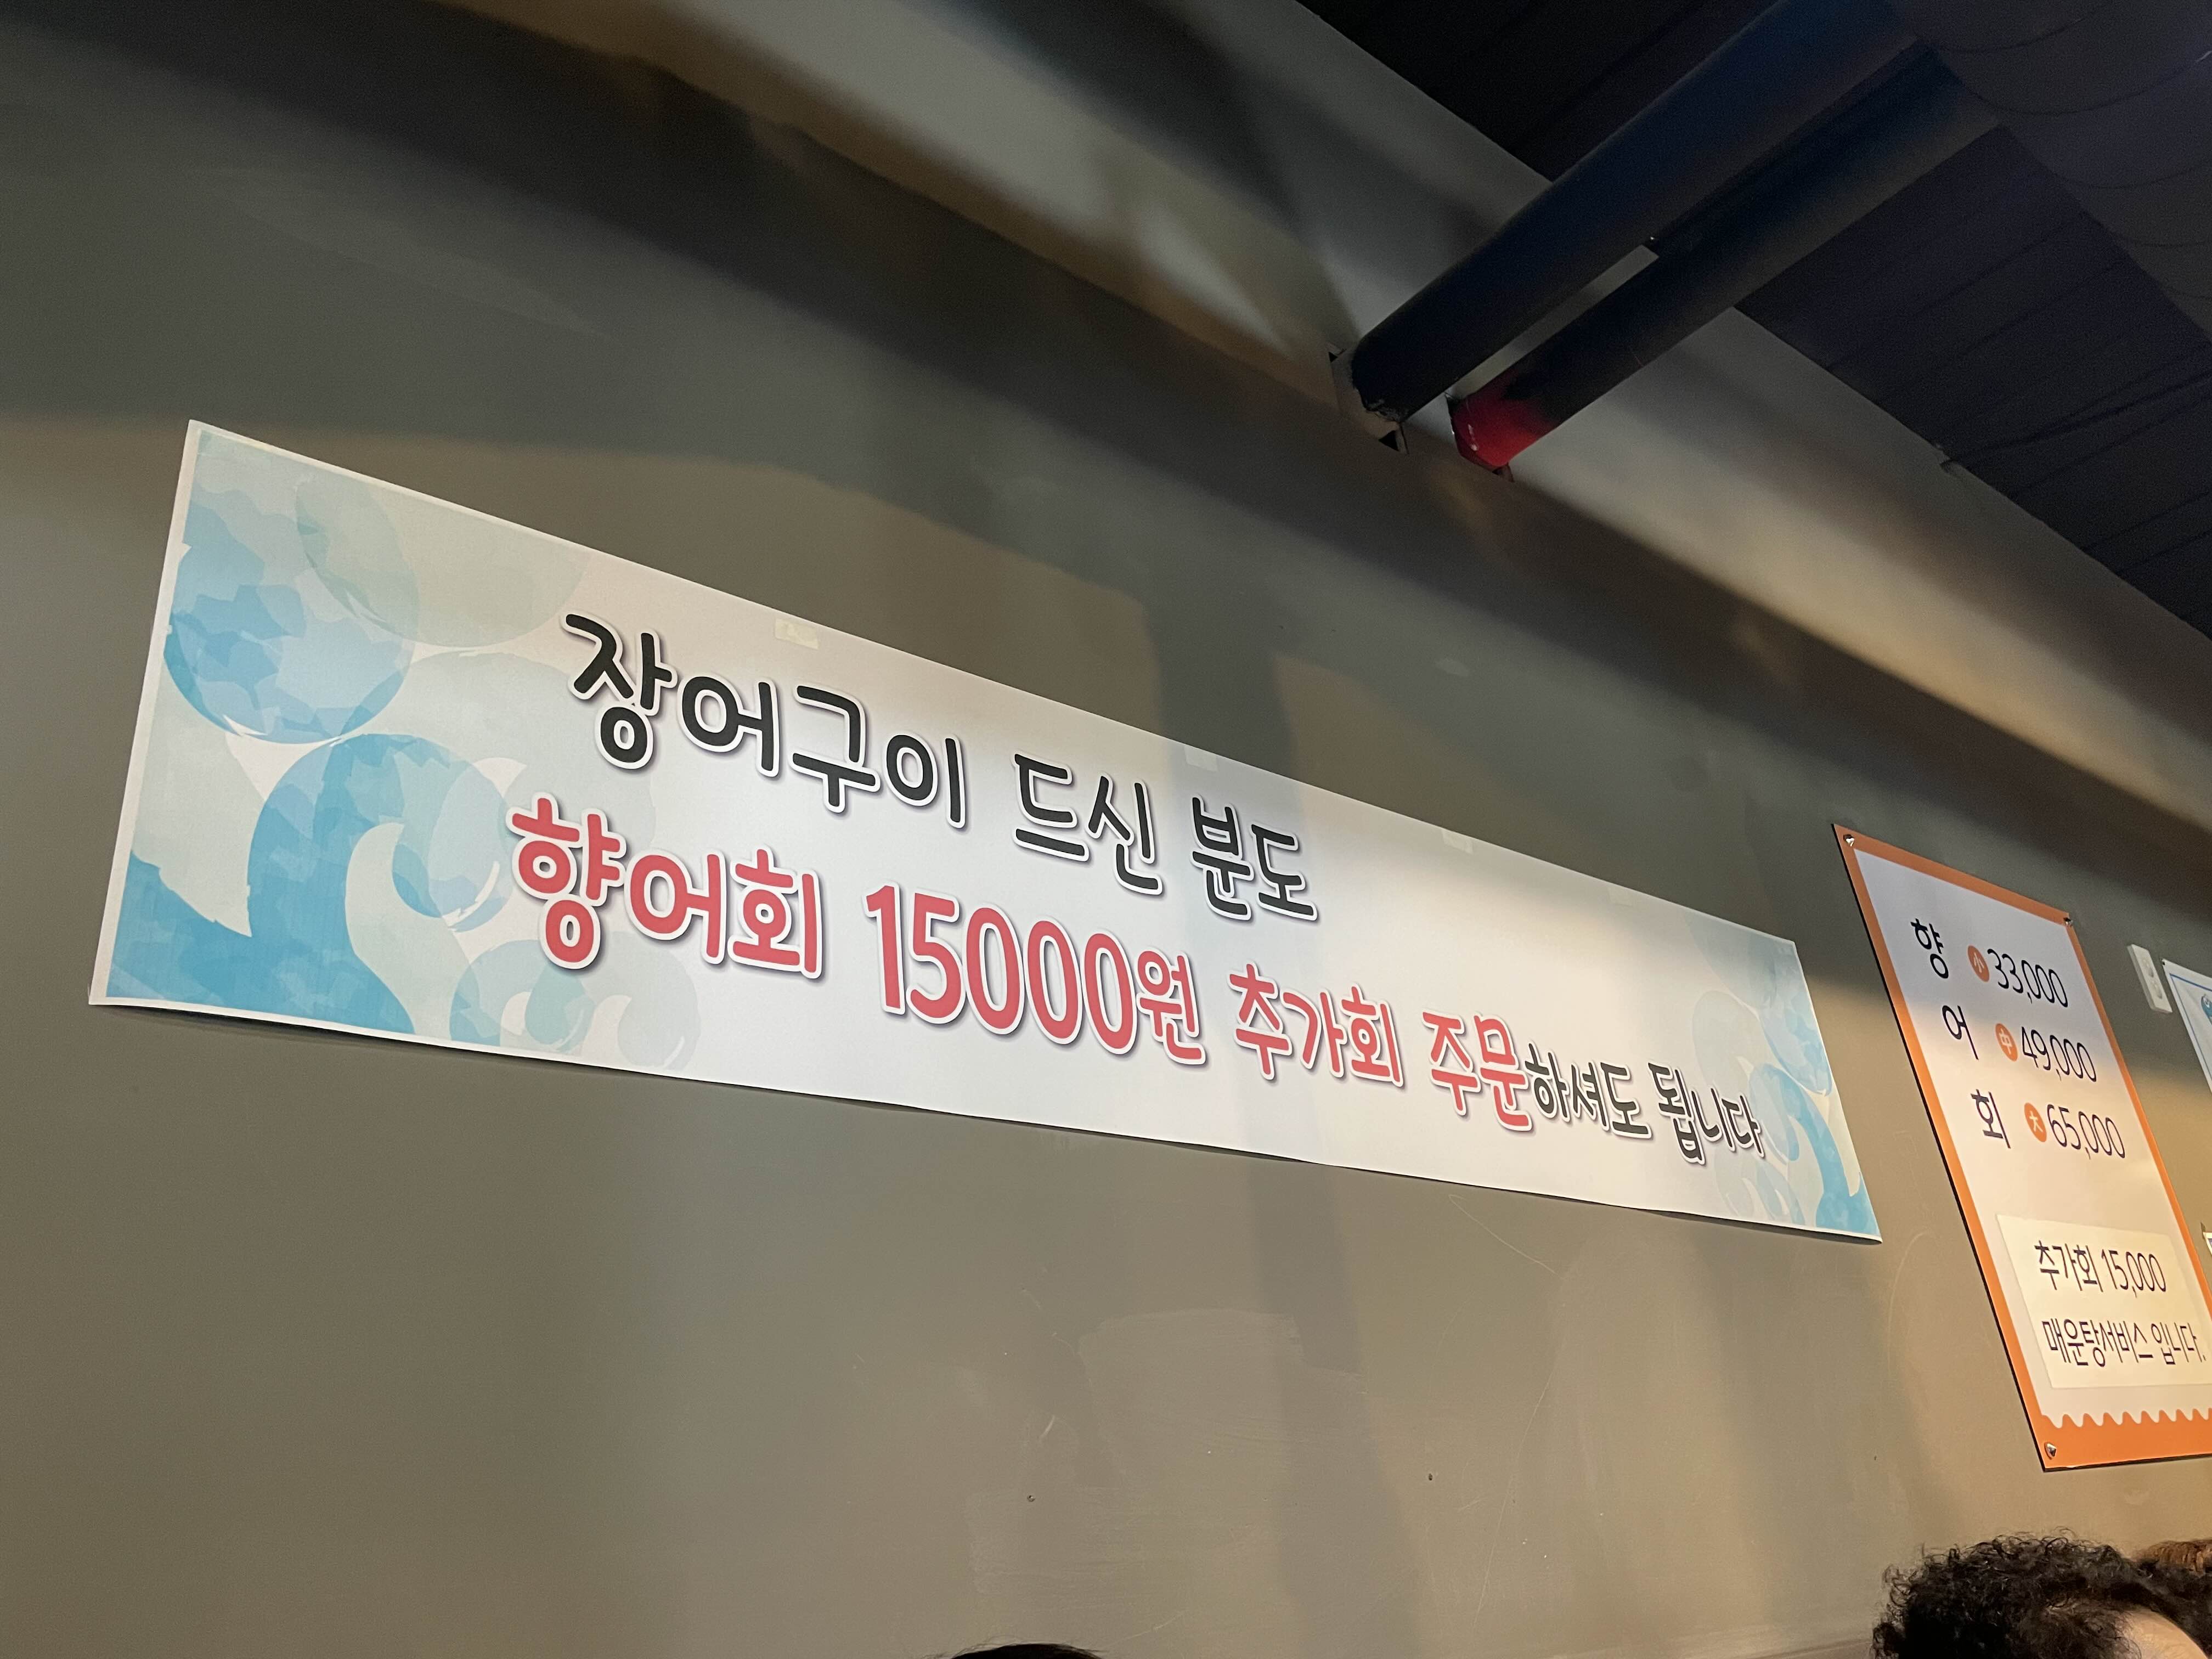 장어구이 드신 분도
향어회 15000원 추가회 주문하셔도 됩니다
향 小 33,000
어 中 49,000
회 大 65,000
추가회 15,000
매운탕서비스 입니다.